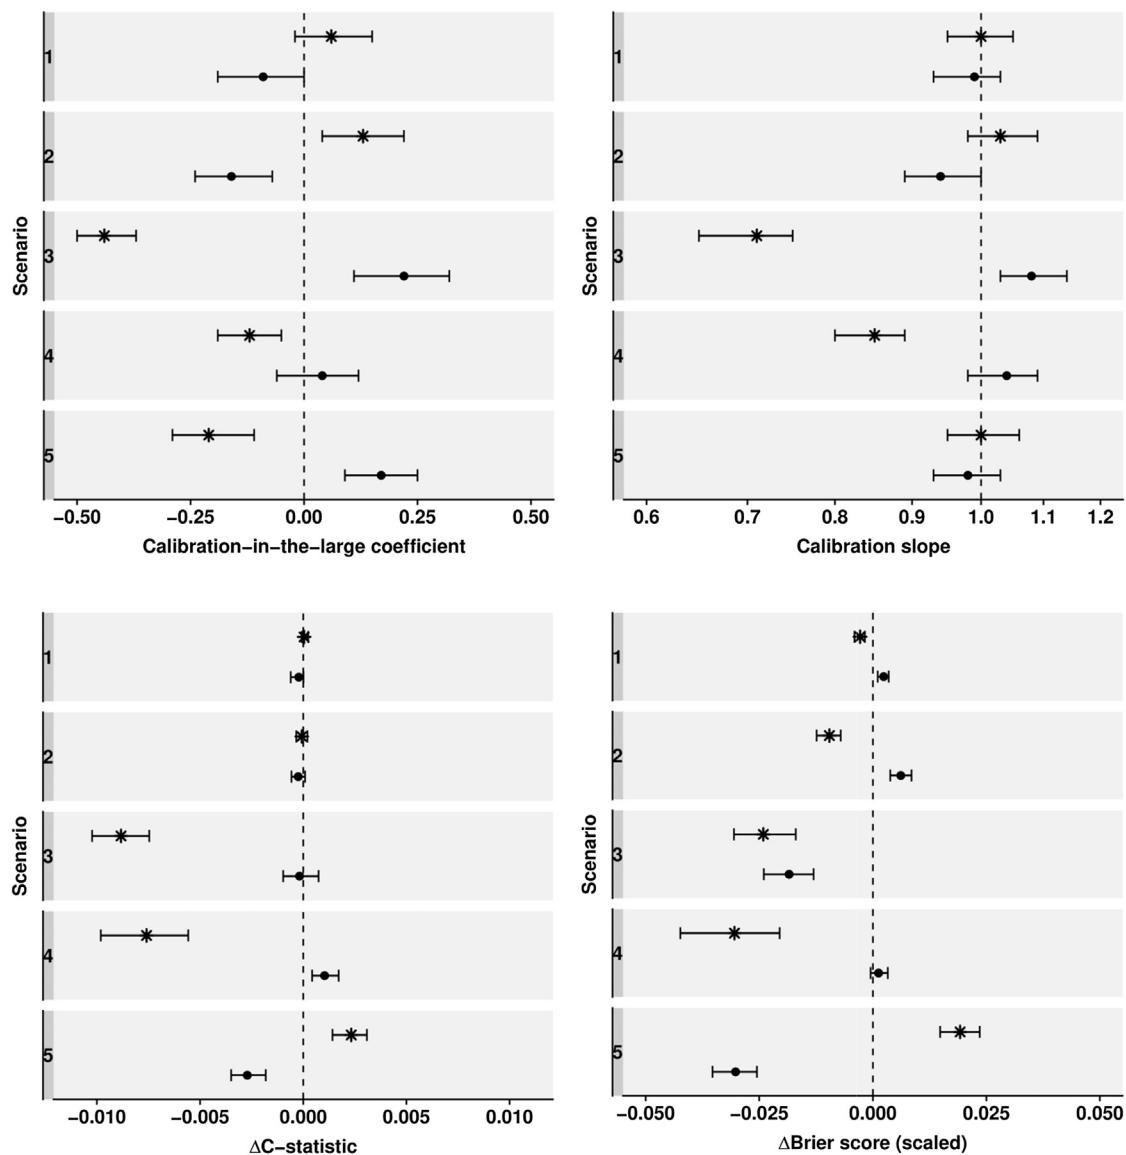 Scenario
1
2
3
4
5
−0.50 −0.25 0.00 0.25 0.50
Calibration−in−the−large coefficient
Scenario
1
2
3
4
5
0.6 0.7 0.8 0.9 1.0 1.1 1.2
Calibration slope
Scenario
1
2
3
4
5
−0.010 −0.005 0.000 0.005 0.010
ΔC−statistic
Scenario
1
2
3
4
5
−0.050 −0.025 0.000 0.025 0.050
ΔBrier score (scaled)